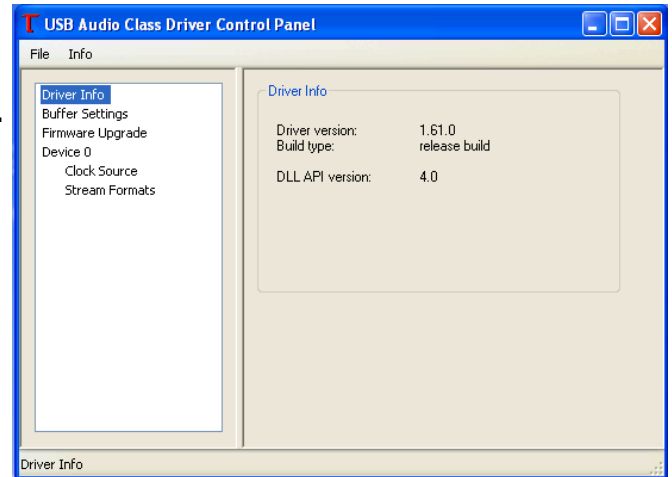 USB Audio Class Driver Control Panel
File Info
Driver Info
Buffer Settings
Firmware Upgrade
Device 0
Clock Source
Stream Formats
Driver Info
Driver version: 1.61.0
Build type: release build
DLL API version: 4.0
Driver Info